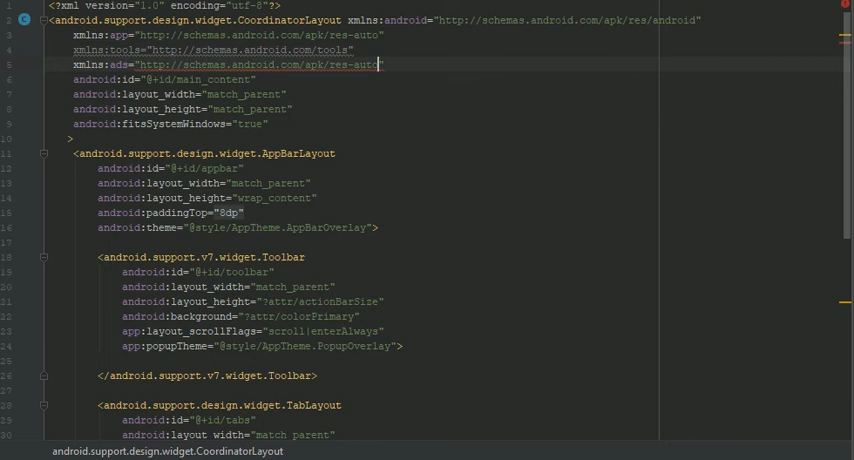 1 <?xml version="1.0" encoding="utf-8"?>
2 <android.support.design.widget.CoordinatorLayout xmlns:android="http://schemas.android.com/apk/res/android"
3 xmlns:app="http://schemas.android.com/apk/res-auto"
4 xmlns:tools="http://schemas.android.com/tools"
5 xmlns:ads="http://schemas.android.com/apk/res-auto"
6 android:id="@+id/main_content"
7 android:layout_width="match_parent"
8 android:layout_height="match_parent"
9 android:fitsSystemWindows="true"
10 >
11 <android.support.design.widget.AppBarLayout
12 android:id="@+id/appbar"
13 android:layout_width="match_parent"
14 android:layout_height="wrap_content"
15 android:paddingTop="8dp"
16 android:theme="@style/AppTheme.AppBarOverlay">
17
18 <android.support.v7.widget.Toolbar
19 android:id="@+id/toolbar"
20 android:layout_width="match_parent"
21 android:layout_height="?attr/actionBarSize"
22 android:background="?attr/colorPrimary"
23 app:layout_scrollFlags="scroll|enterAlways"
24 app:popupTheme="@style/AppTheme.PopupOverlay">
25
26 </android.support.v7.widget.Toolbar>
27
28 <android.support.design.widget.TabLayout
29 android:id="@+id/tabs"
30 android:layout_width="match_parent"
android.support.design.widget.CoordinatorLayout